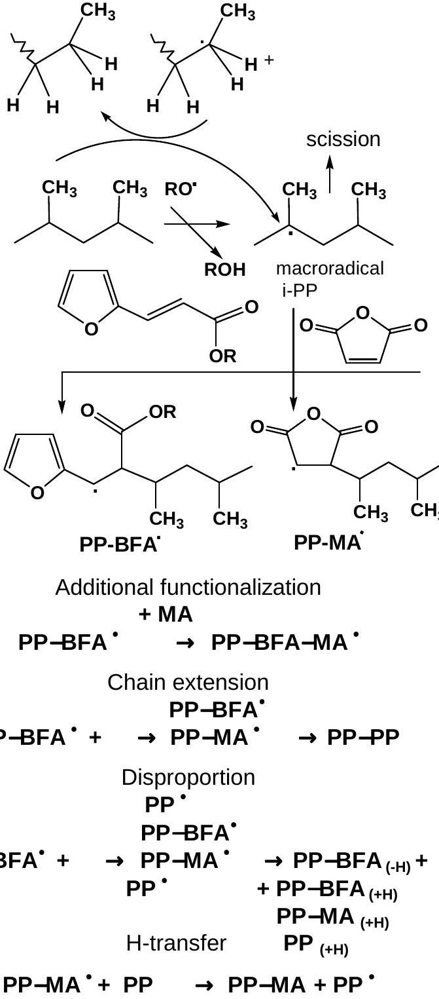 CH3 CH3
H H +
H H
H H H H
scission
CH3 CH3 RO· CH3 CH3
·
ROH macroradical
i-PP
O O O O O
OR
O OR O O O
O · ·
CH3 CH3 CH3 CH3
PP-BFA· PP-MA·
Additional functionalization
+ MA
PP–BFA• → PP–BFA–MA•
Chain extension
PP–BFA•
P–BFA• + → PP–MA• → PP–PP
Disproportion
PP•
PP–BFA•
BFA• + → PP–MA• → PP–BFA (-H) +
PP• + PP–BFA (+H)
PP–MA (+H)
H-transfer PP (+H)
PP–MA• + PP → PP–MA + PP•